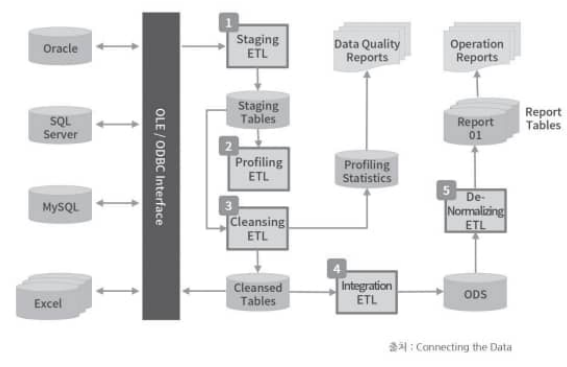 Oracle
SQL
Server
MySQL
Excel
OLE / ODBC Interface
1
Staging
ETL
Staging
Tables
2
Profiling
ETL
3
Cleansing
ETL
Cleansed
Tables
Data Quality
Reports
Profiling
Statistics
4
Integration
ETL
Operation
Reports
Report
01
Report
Tables
5
De-
Normalizing
ETL
ODS
출처 : Connecting the Data